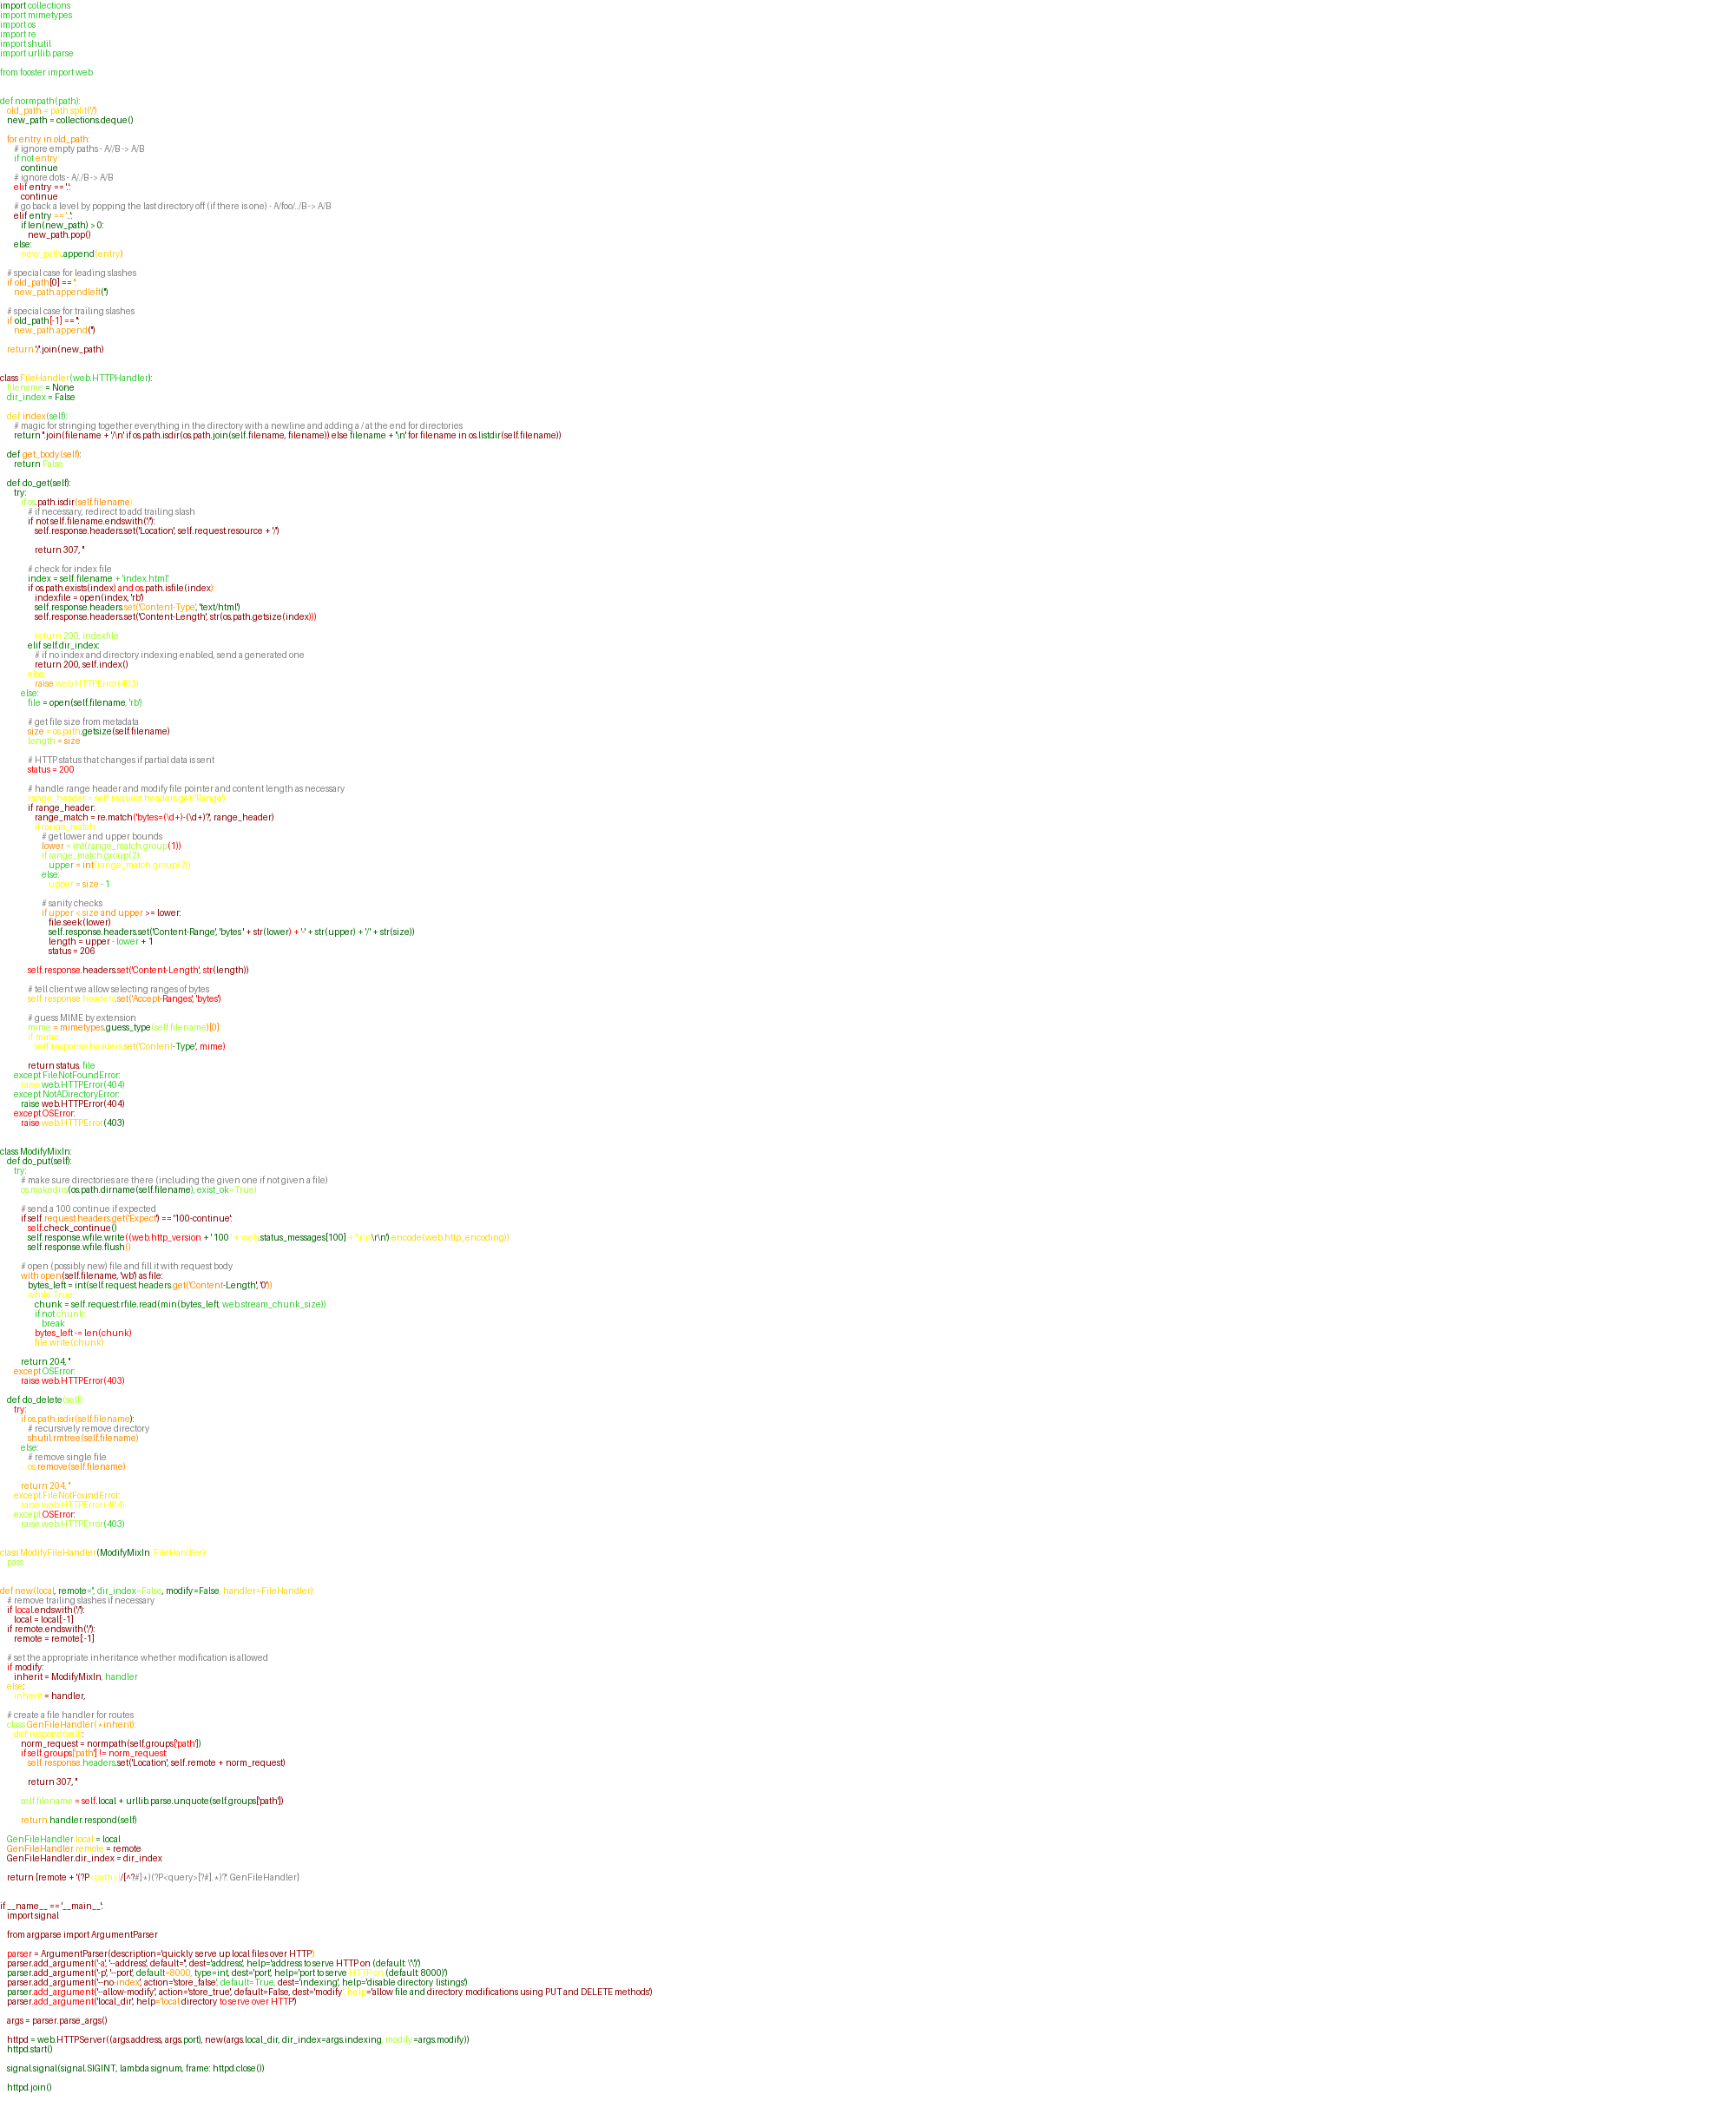 import collections
import mimetypes
import os
import re
import shutil
import urllib.parse

from fooster import web


def normpath(path):
    old_path = path.split('/')
    new_path = collections.deque()

    for entry in old_path:
        # ignore empty paths - A//B -> A/B
        if not entry:
            continue
        # ignore dots - A/./B -> A/B
        elif entry == '.':
            continue
        # go back a level by popping the last directory off (if there is one) - A/foo/../B -> A/B
        elif entry == '..':
            if len(new_path) > 0:
                new_path.pop()
        else:
            new_path.append(entry)

    # special case for leading slashes
    if old_path[0] == '':
        new_path.appendleft('')

    # special case for trailing slashes
    if old_path[-1] == '':
        new_path.append('')

    return '/'.join(new_path)


class FileHandler(web.HTTPHandler):
    filename = None
    dir_index = False

    def index(self):
        # magic for stringing together everything in the directory with a newline and adding a / at the end for directories
        return ''.join(filename + '/\n' if os.path.isdir(os.path.join(self.filename, filename)) else filename + '\n' for filename in os.listdir(self.filename))

    def get_body(self):
        return False

    def do_get(self):
        try:
            if os.path.isdir(self.filename):
                # if necessary, redirect to add trailing slash
                if not self.filename.endswith('/'):
                    self.response.headers.set('Location', self.request.resource + '/')

                    return 307, ''

                # check for index file
                index = self.filename + 'index.html'
                if os.path.exists(index) and os.path.isfile(index):
                    indexfile = open(index, 'rb')
                    self.response.headers.set('Content-Type', 'text/html')
                    self.response.headers.set('Content-Length', str(os.path.getsize(index)))

                    return 200, indexfile
                elif self.dir_index:
                    # if no index and directory indexing enabled, send a generated one
                    return 200, self.index()
                else:
                    raise web.HTTPError(403)
            else:
                file = open(self.filename, 'rb')

                # get file size from metadata
                size = os.path.getsize(self.filename)
                length = size

                # HTTP status that changes if partial data is sent
                status = 200

                # handle range header and modify file pointer and content length as necessary
                range_header = self.request.headers.get('Range')
                if range_header:
                    range_match = re.match('bytes=(\d+)-(\d+)?', range_header)
                    if range_match:
                        # get lower and upper bounds
                        lower = int(range_match.group(1))
                        if range_match.group(2):
                            upper = int(range_match.group(2))
                        else:
                            upper = size - 1

                        # sanity checks
                        if upper < size and upper >= lower:
                            file.seek(lower)
                            self.response.headers.set('Content-Range', 'bytes ' + str(lower) + '-' + str(upper) + '/' + str(size))
                            length = upper - lower + 1
                            status = 206

                self.response.headers.set('Content-Length', str(length))

                # tell client we allow selecting ranges of bytes
                self.response.headers.set('Accept-Ranges', 'bytes')

                # guess MIME by extension
                mime = mimetypes.guess_type(self.filename)[0]
                if mime:
                    self.response.headers.set('Content-Type', mime)

                return status, file
        except FileNotFoundError:
            raise web.HTTPError(404)
        except NotADirectoryError:
            raise web.HTTPError(404)
        except OSError:
            raise web.HTTPError(403)


class ModifyMixIn:
    def do_put(self):
        try:
            # make sure directories are there (including the given one if not given a file)
            os.makedirs(os.path.dirname(self.filename), exist_ok=True)

            # send a 100 continue if expected
            if self.request.headers.get('Expect') == '100-continue':
                self.check_continue()
                self.response.wfile.write((web.http_version + ' 100 ' + web.status_messages[100] + '\r\n\r\n').encode(web.http_encoding))
                self.response.wfile.flush()

            # open (possibly new) file and fill it with request body
            with open(self.filename, 'wb') as file:
                bytes_left = int(self.request.headers.get('Content-Length', '0'))
                while True:
                    chunk = self.request.rfile.read(min(bytes_left, web.stream_chunk_size))
                    if not chunk:
                        break
                    bytes_left -= len(chunk)
                    file.write(chunk)

            return 204, ''
        except OSError:
            raise web.HTTPError(403)

    def do_delete(self):
        try:
            if os.path.isdir(self.filename):
                # recursively remove directory
                shutil.rmtree(self.filename)
            else:
                # remove single file
                os.remove(self.filename)

            return 204, ''
        except FileNotFoundError:
            raise web.HTTPError(404)
        except OSError:
            raise web.HTTPError(403)


class ModifyFileHandler(ModifyMixIn, FileHandler):
    pass


def new(local, remote='', dir_index=False, modify=False, handler=FileHandler):
    # remove trailing slashes if necessary
    if local.endswith('/'):
        local = local[:-1]
    if remote.endswith('/'):
        remote = remote[:-1]

    # set the appropriate inheritance whether modification is allowed
    if modify:
        inherit = ModifyMixIn, handler
    else:
        inherit = handler,

    # create a file handler for routes
    class GenFileHandler(*inherit):
        def respond(self):
            norm_request = normpath(self.groups['path'])
            if self.groups['path'] != norm_request:
                self.response.headers.set('Location', self.remote + norm_request)

                return 307, ''

            self.filename = self.local + urllib.parse.unquote(self.groups['path'])

            return handler.respond(self)

    GenFileHandler.local = local
    GenFileHandler.remote = remote
    GenFileHandler.dir_index = dir_index

    return {remote + '(?P<path>|/[^?#]*)(?P<query>[?#].*)?': GenFileHandler}


if __name__ == '__main__':
    import signal

    from argparse import ArgumentParser

    parser = ArgumentParser(description='quickly serve up local files over HTTP')
    parser.add_argument('-a', '--address', default='', dest='address', help='address to serve HTTP on (default: \'\')')
    parser.add_argument('-p', '--port', default=8000, type=int, dest='port', help='port to serve HTTP on (default: 8000)')
    parser.add_argument('--no-index', action='store_false', default=True, dest='indexing', help='disable directory listings')
    parser.add_argument('--allow-modify', action='store_true', default=False, dest='modify', help='allow file and directory modifications using PUT and DELETE methods')
    parser.add_argument('local_dir', help='local directory to serve over HTTP')

    args = parser.parse_args()

    httpd = web.HTTPServer((args.address, args.port), new(args.local_dir, dir_index=args.indexing, modify=args.modify))
    httpd.start()

    signal.signal(signal.SIGINT, lambda signum, frame: httpd.close())

    httpd.join()